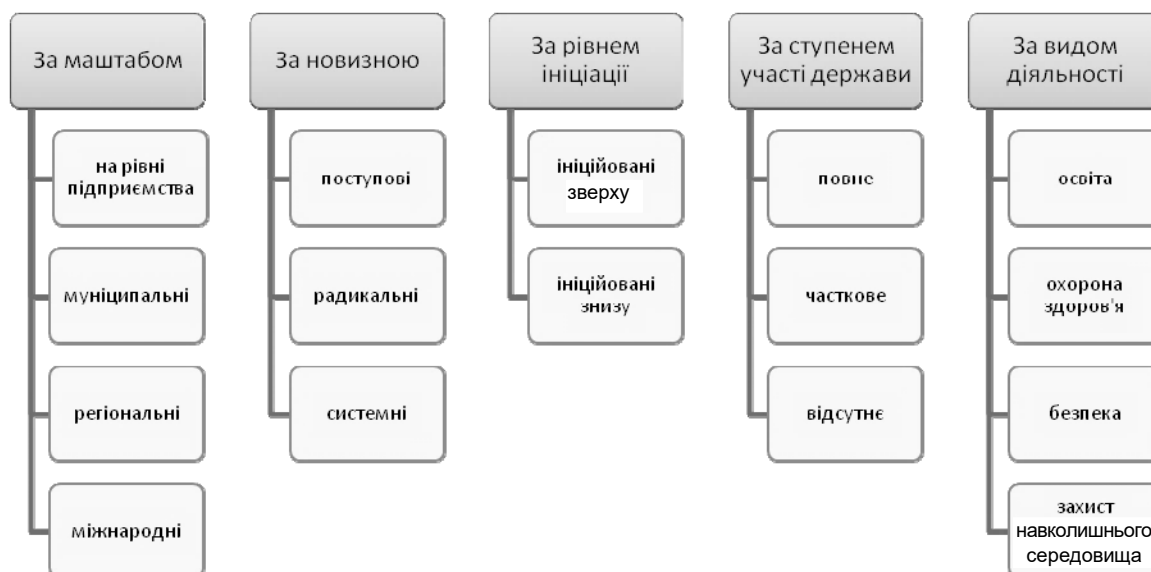 За маштабом
на рівні
підприємства
муніципальні
регіональні
міжнародні
За новизною
поступові
радикальні
системні
За рівнем
ініціації
ініційовані
зверху
ініційовані
знизу
За ступенем
участі держави
повне
часткове
відсутнє
За видом
діяльності
освіта
охорона
здоров'я
безпека
захист
навколишнього
середовища